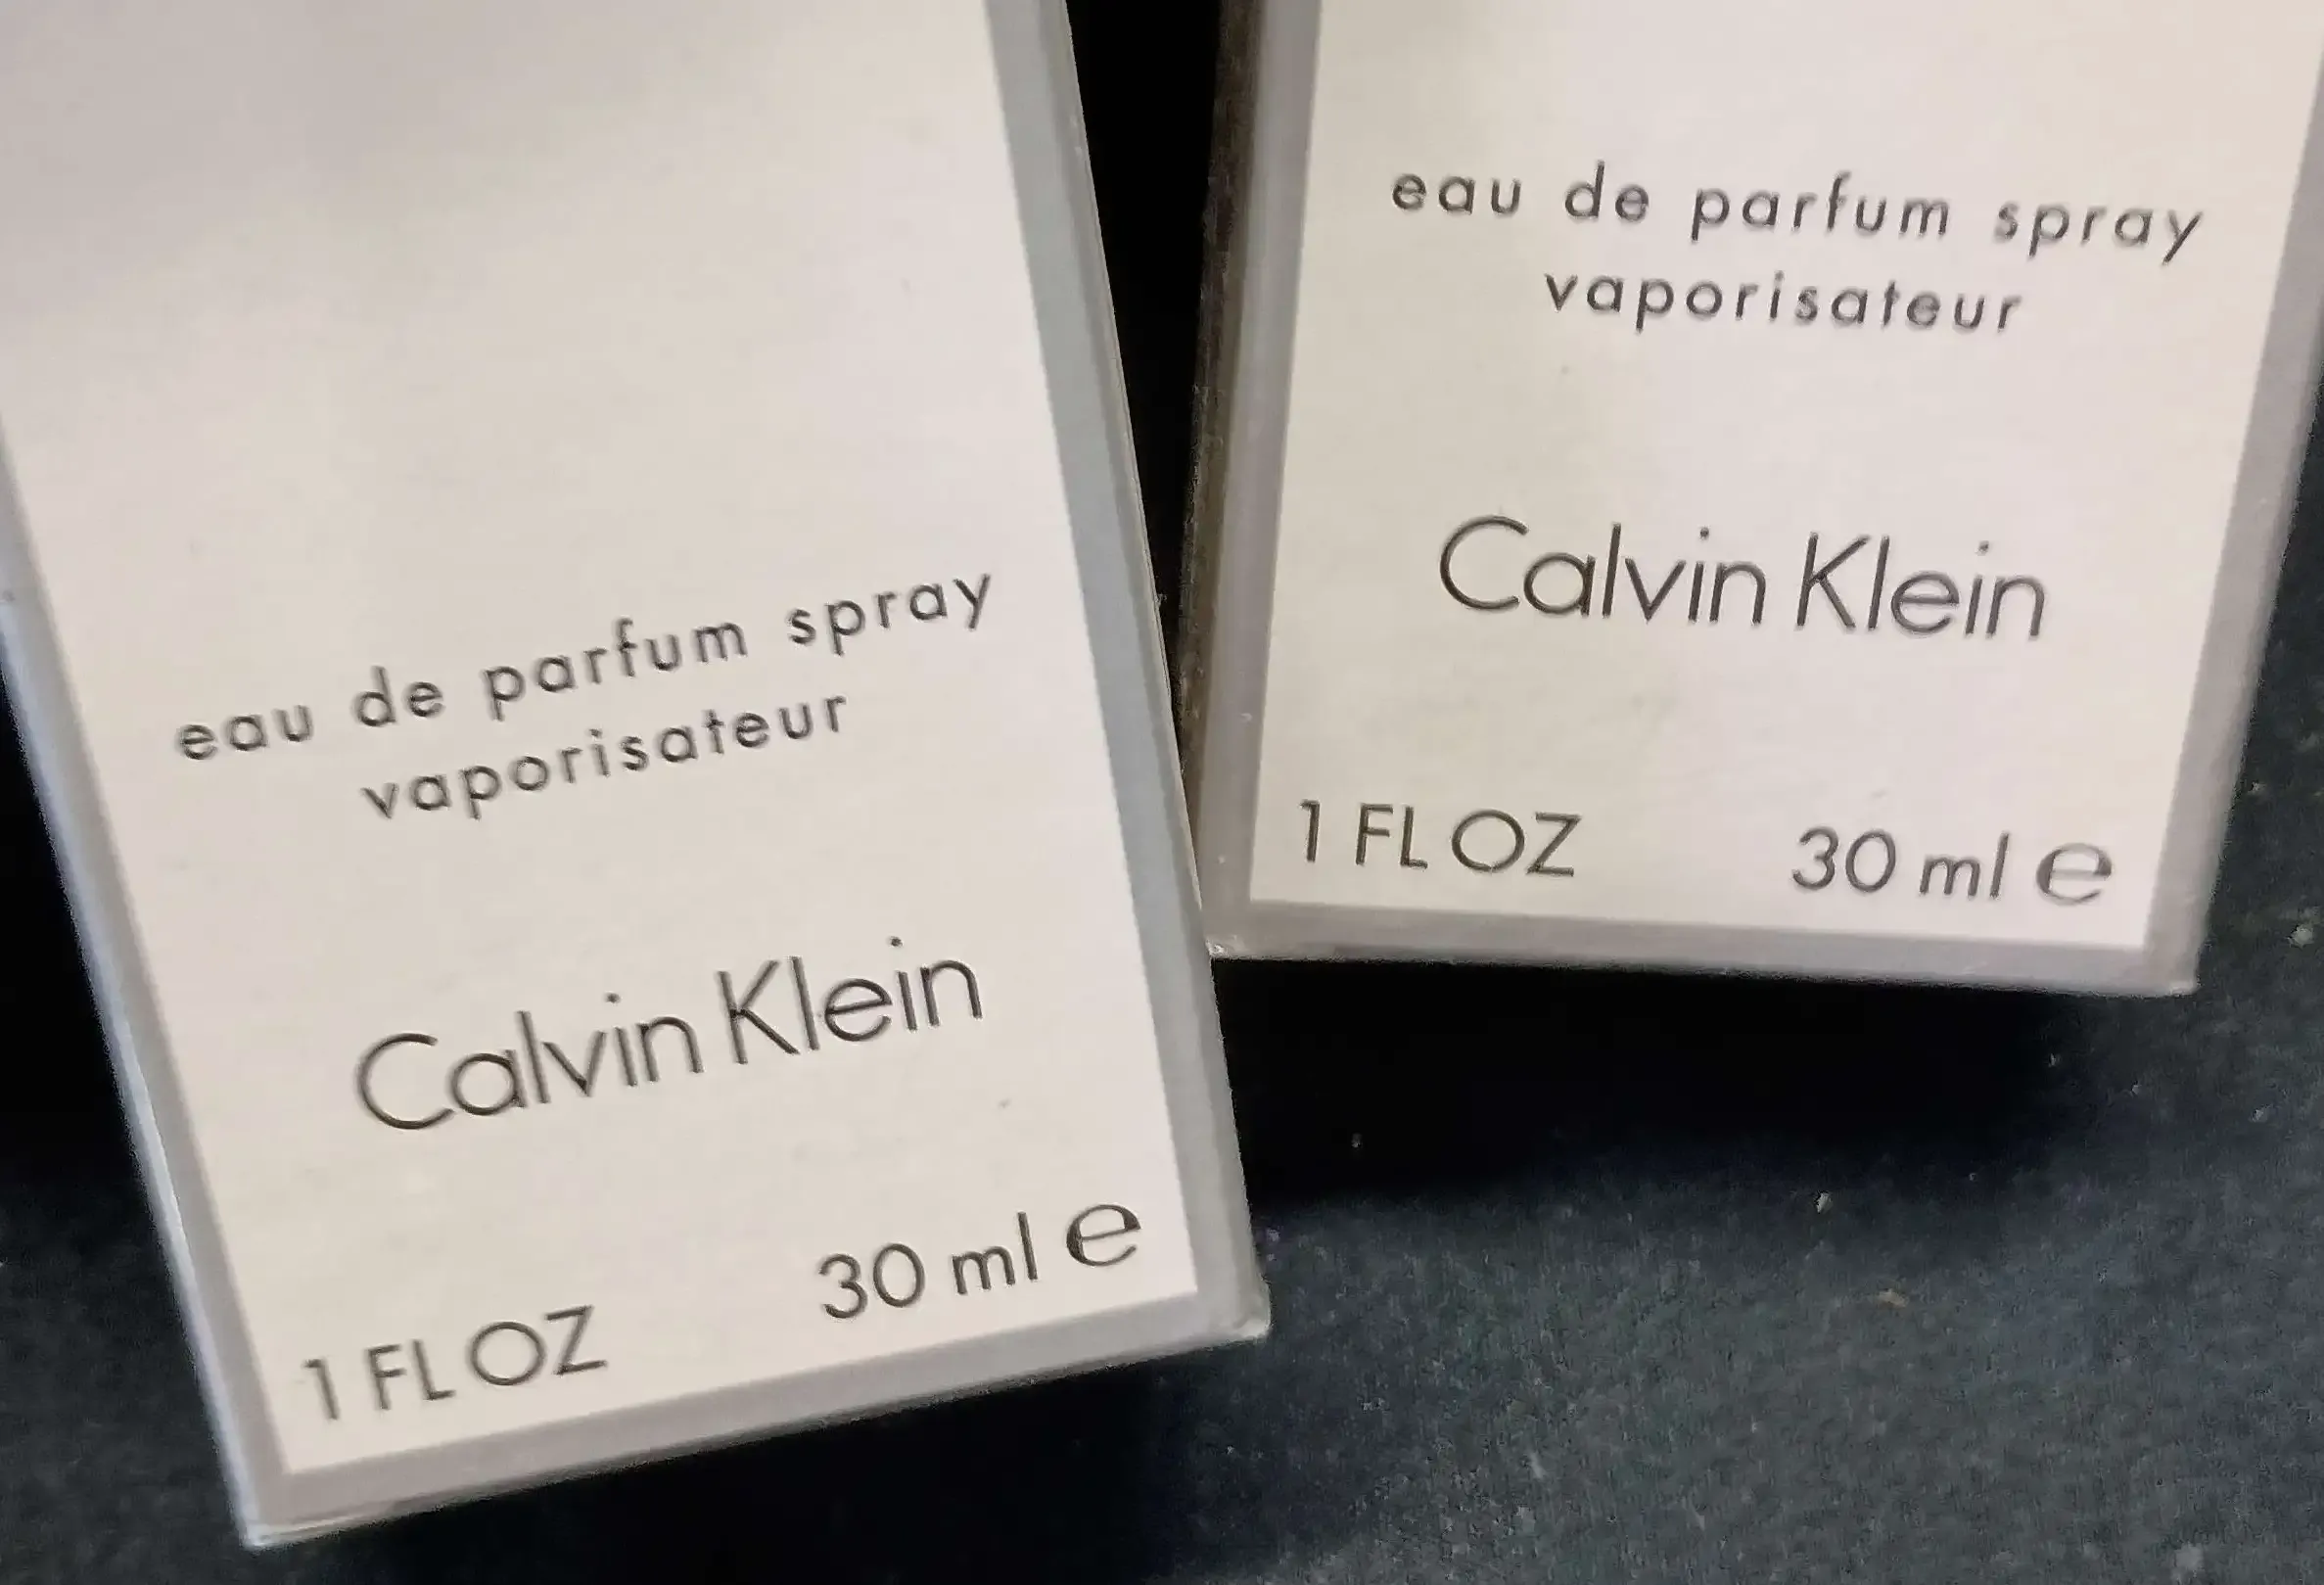 eau de parfum spray
vaporisateur
Calvin Klein
1 FL OZ 30 ml e
eau de parfum spray
vaporisateur
Calvin Klein
1 FL OZ 30 ml e